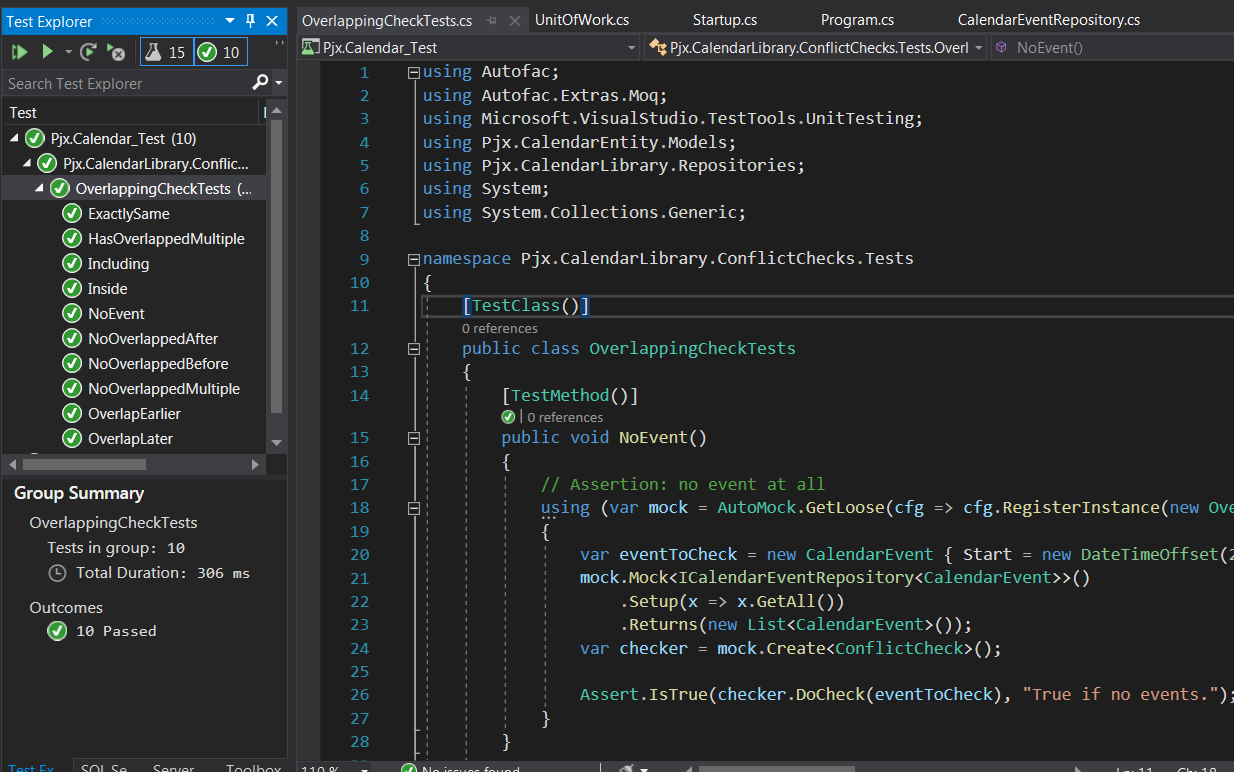 Test Explorer
15 10
Search Test Explorer
Test
Pjx.Calendar_Test (10)
Pjx.CalendarLibrary.Conflic...
OverlappingCheckTests (...
ExactlySame
HasOverlappedMultiple
Including
Inside
NoEvent
NoOverlappedAfter
NoOverlappedBefore
NoOverlappedMultiple
OverlapEarlier
OverlapLater
Group Summary
OverlappingCheckTests
Tests in group: 10
Total Duration: 306 ms
Outcomes
10 Passed
Test Ex... SQL Se... Server... Toolbox
OverlappingCheckTests.cs UnitOfWork.cs Startup.cs Program.cs CalendarEventRepository.cs
Pjx.Calendar_Test Pjx.CalendarLibrary.ConflictChecks.Tests.Overl NoEvent()
1 using Autofac;
2 using Autofac.Extras.Moq;
3 using Microsoft.VisualStudio.TestTools.UnitTesting;
4 using Pjx.CalendarEntity.Models;
5 using Pjx.CalendarLibrary.Repositories;
6 using System;
7 using System.Collections.Generic;
8
9 namespace Pjx.CalendarLibrary.ConflictChecks.Tests
10 {
11 [TestClass()]
0 references
12 public class OverlappingCheckTests
13 {
14 [TestMethod()]
| 0 references
15 public void NoEvent()
16 {
17 // Assertion: no event at all
18 using (var mock = AutoMock.GetLoose(cfg => cfg.RegisterInstance(new Ove
19 {
20 var eventToCheck = new CalendarEvent { Start = new DateTimeOffset(2
21 mock.Mock<ICalendarEventRepository<CalendarEvent>>()
22 .Setup(x => x.GetAll())
23 .Returns(new List<CalendarEvent>());
24 var checker = mock.Create<ConflictCheck>();
25
26 Assert.IsTrue(checker.DoCheck(eventToCheck), "True if no events.");
27 }
28 }
110 % No issues found Ln: 11 Ch: 18